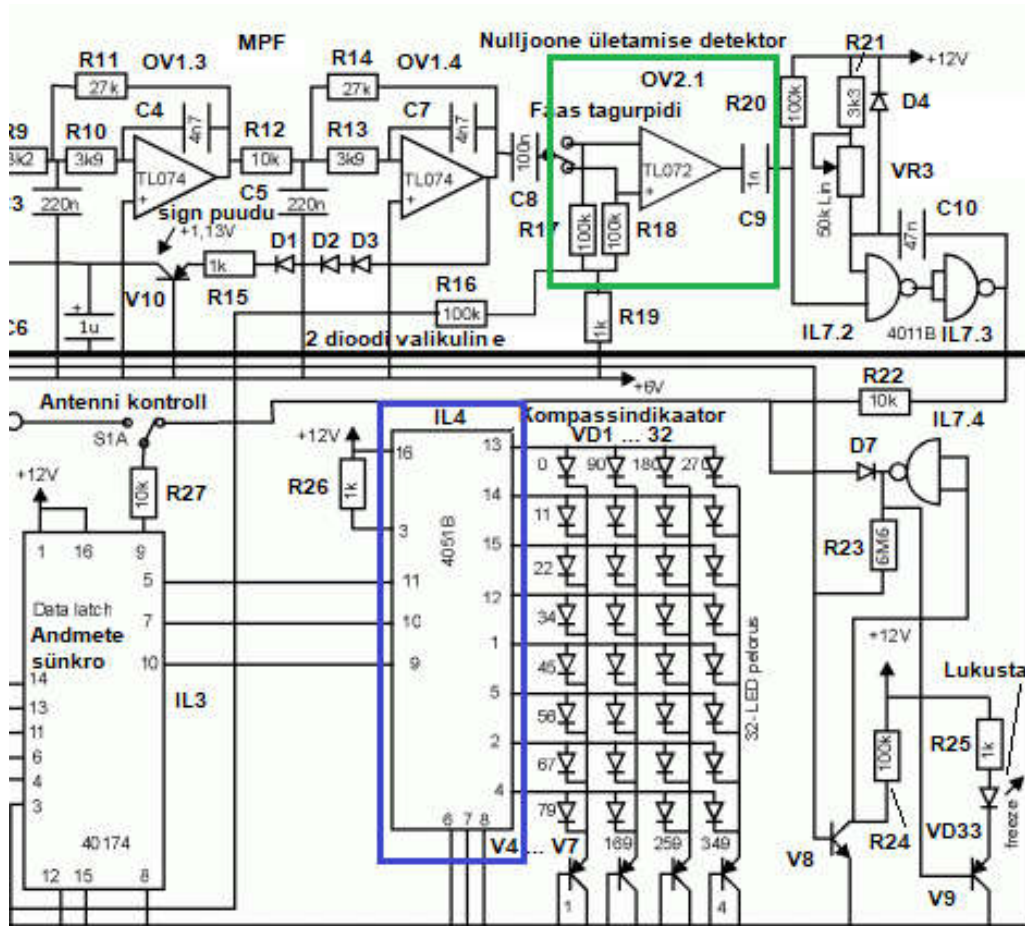 MPF
Nulljoone ületamise detektor
R11
OV1.3
R14
OV1.4
OV2.1
R21
+12V
27k
27k
C4
C7
Faas tagurpidi
R20
100k
3k3
D4
R9
R10
4n7
R12
R13
4n7
3k2
3k9
10k
3k9
100n
TL074
TL074
TL072
1n
VR3
220n
C5
220n
C8
C9
50k Lin
C10
47n
sign puudu
+1,13V
D1
D2
D3
R17
100k
100k
R18
1k
R15
V10
R16
100k
R19
1k
IL7.2
4011B
IL7.3
C6
+
1u
2 dioodi valikuline
+6V
R22
10k
Antenni kontroll
S1A
IL4
Kompassindikaator
VD1 ... 32
IL7.4
+12V
16
13
0
90
180
270
D7
+12V
R27
10k
R26
1k
14
11
3
4051B
15
22
R23
6M6
1
16
9
5
11
12
34
Data latch
Andmete
sünkro
7
10
1
45
+12V
10
9
32-LED pelorus
Lukusta
14
IL3
5
56
13
11
2
67
100k
R25
1k
6
4
4
79
3
40174
6
7
8
V4 ... V7
169
259
349
V8
R24
VD33
freeze
12
15
8
1
4
V9